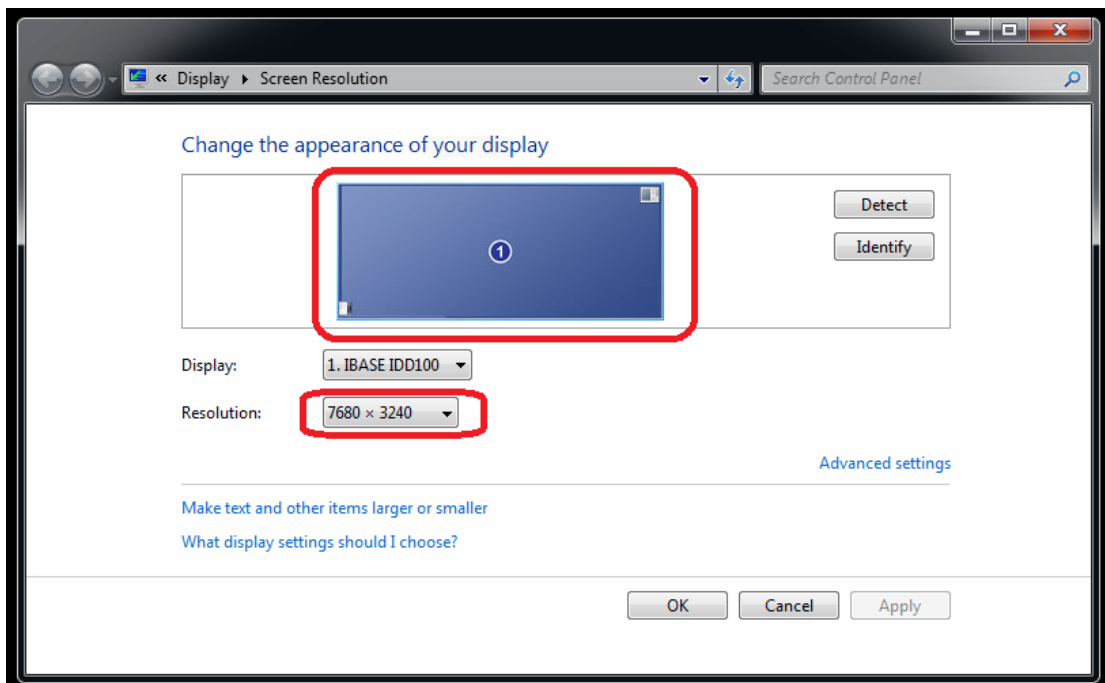 « Display ▸ Screen Resolution
Search Control Panel
Change the appearance of your display
1
Detect
Identify
Display: 1. IBASE IDD100
Resolution: 7680 × 3240
Advanced settings
Make text and other items larger or smaller
What display settings should I choose?
OK Cancel Apply